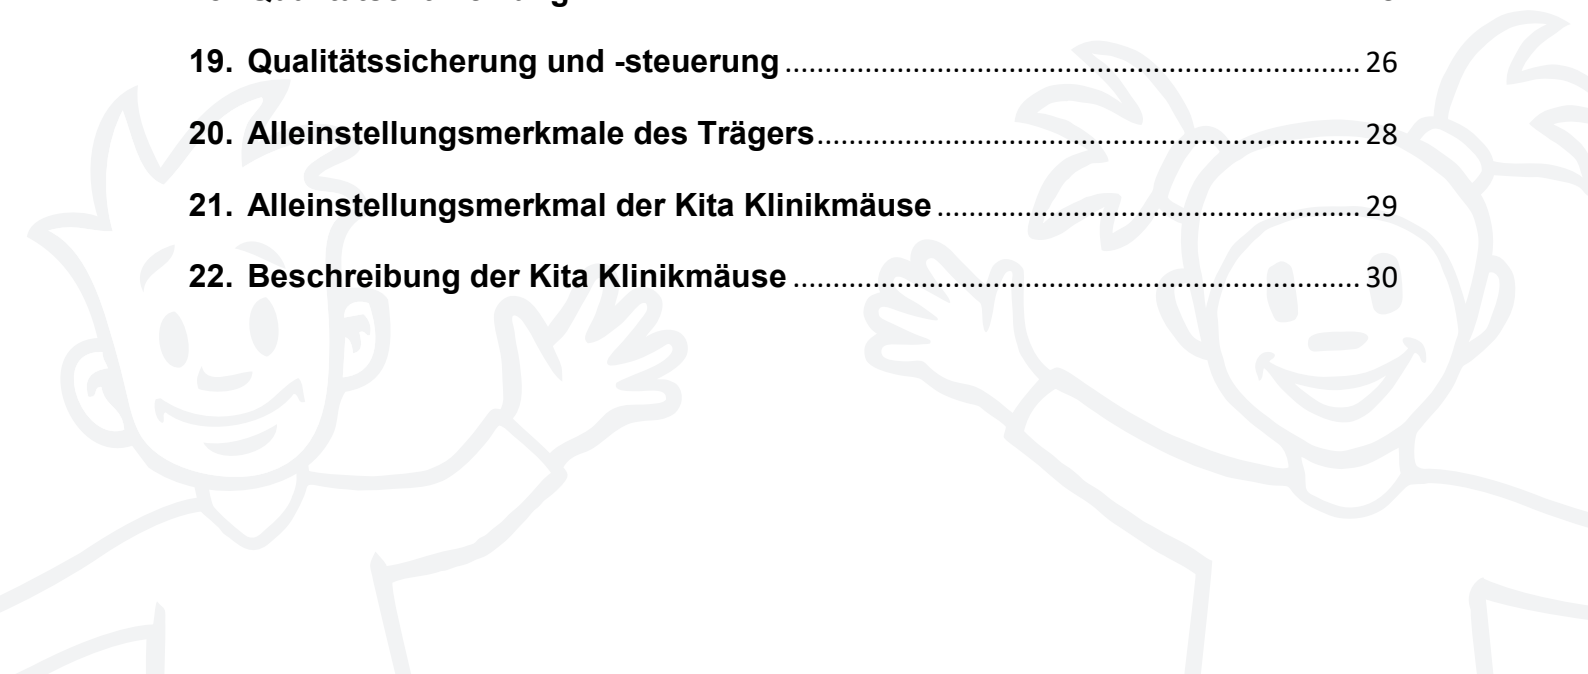 19. Qualitätssicherung und -steuerung ........................................................................ 26
20. Alleinstellungsmerkmale des Trägers .................................................................... 28
21. Alleinstellungsmerkmal der Kita Klinikmäuse ..................................................... 29
22. Beschreibung der Kita Klinikmäuse ....................................................................... 30